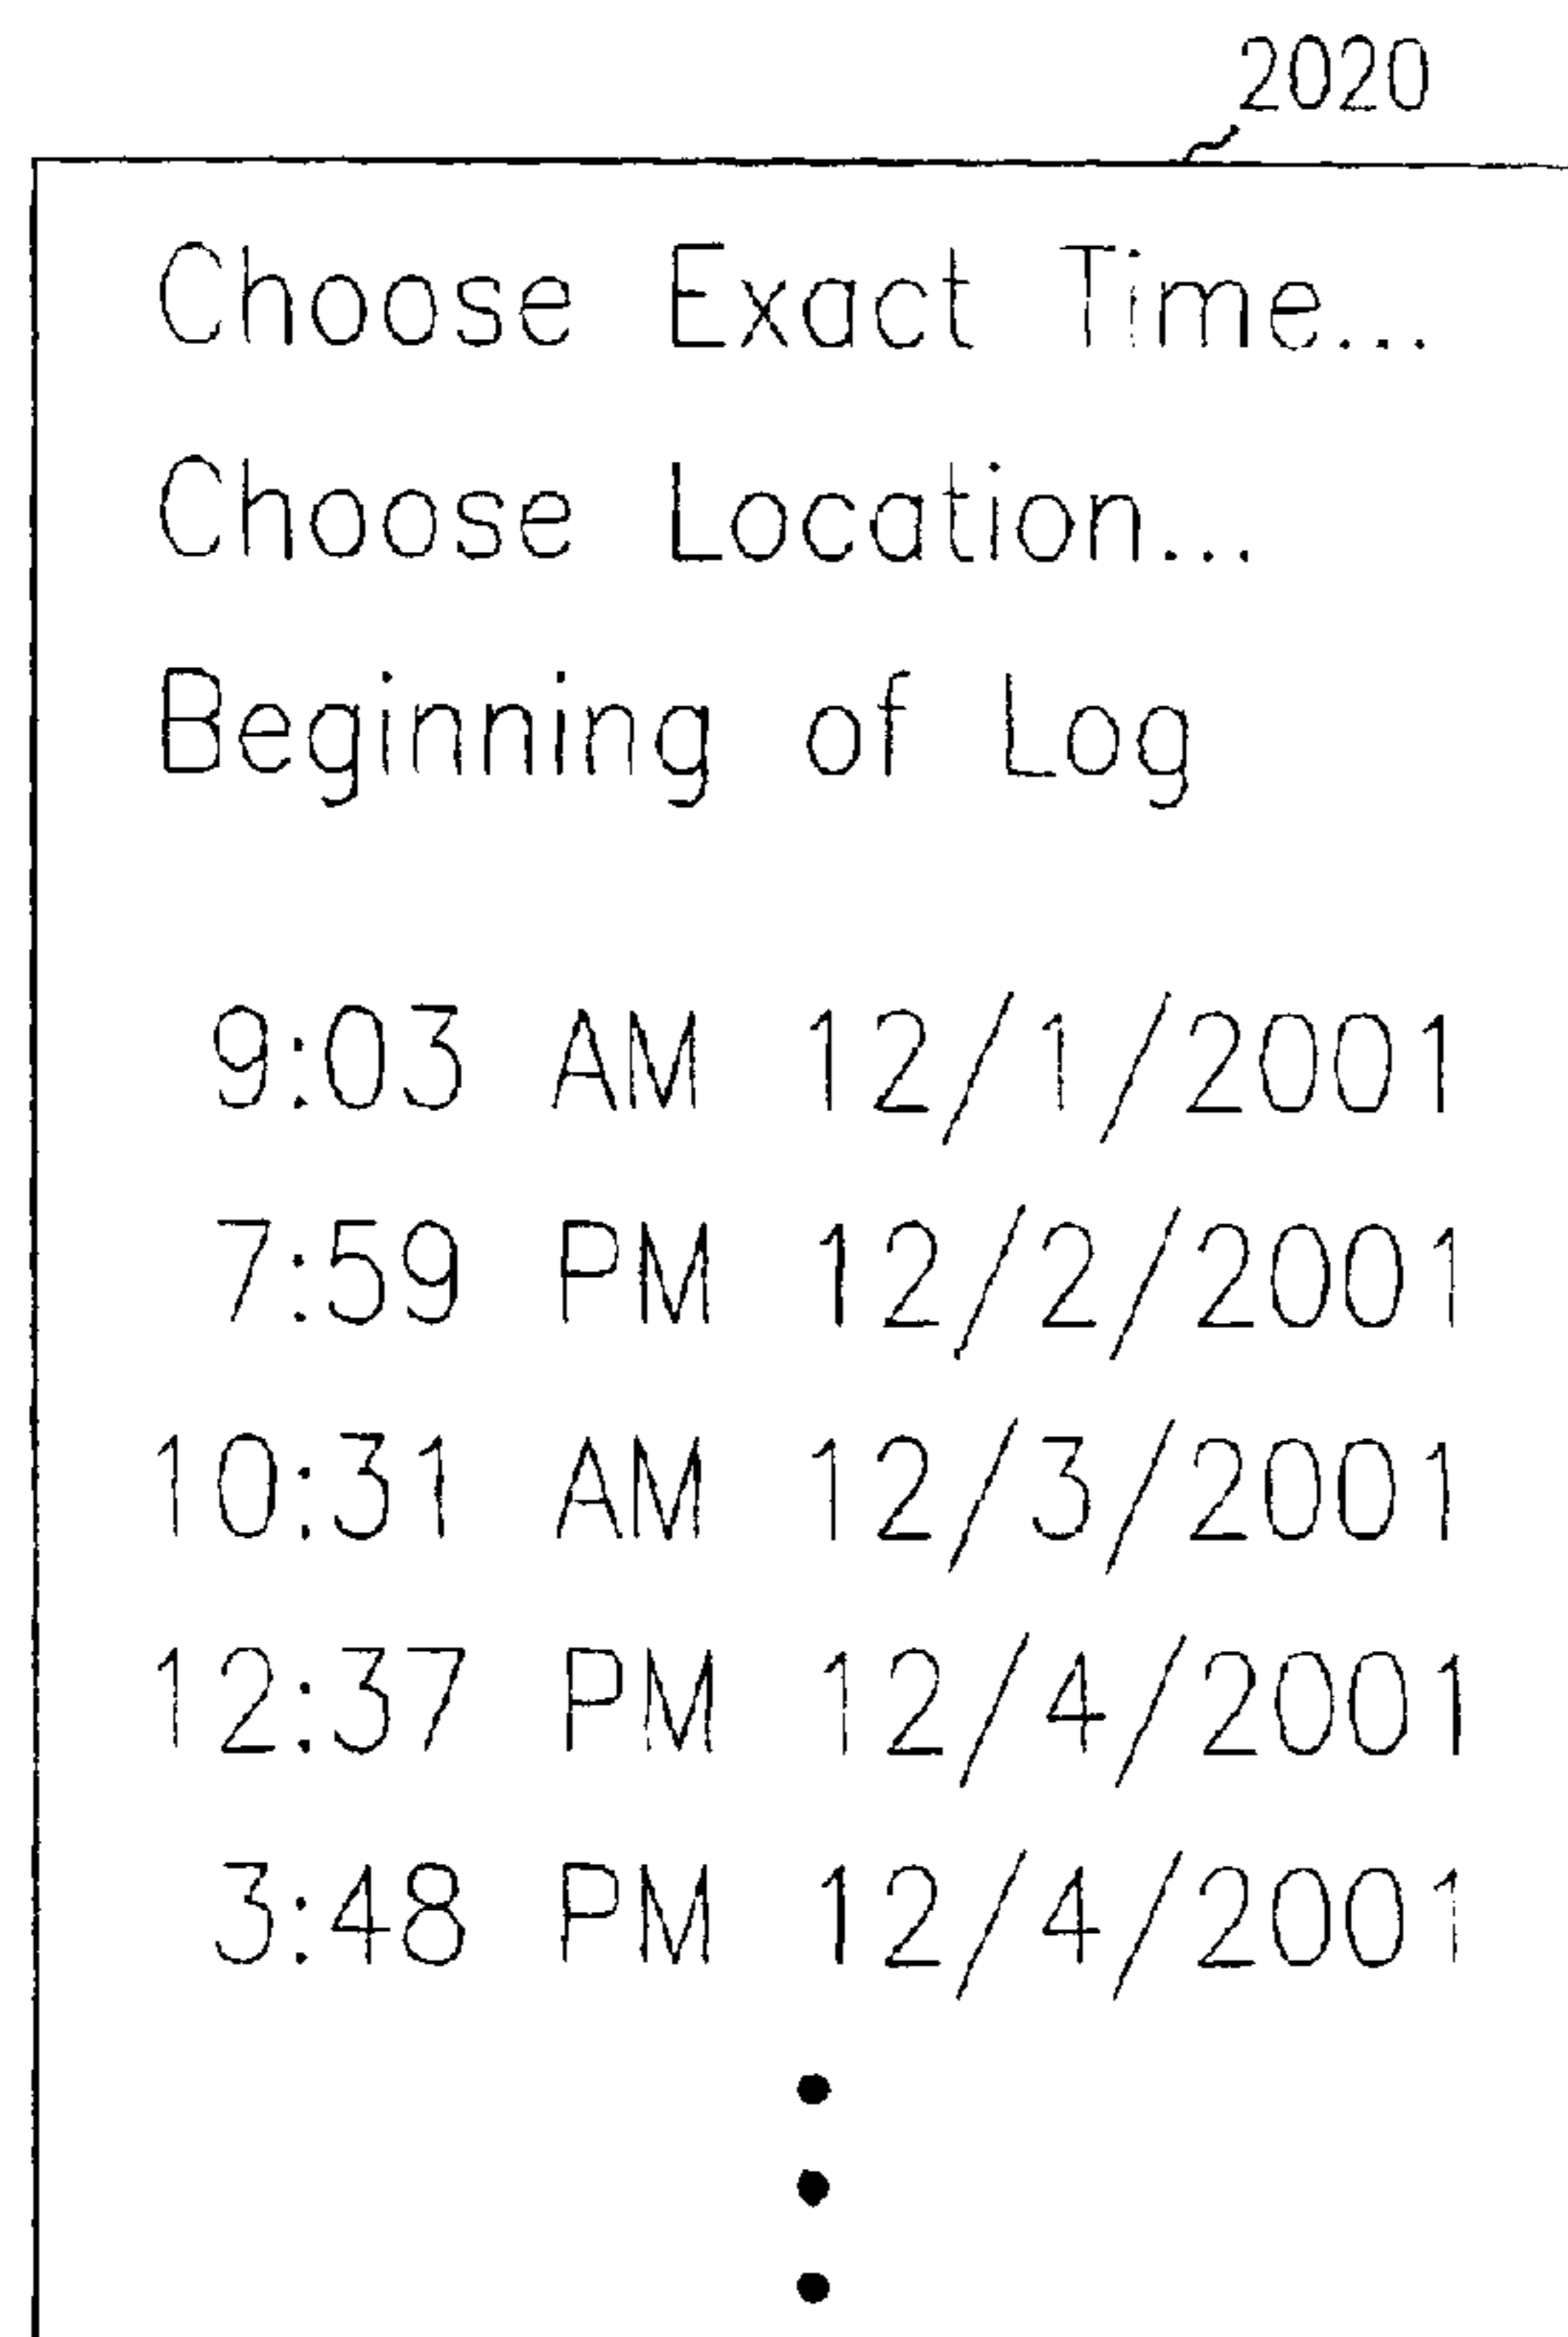 2020
Choose Exact Time...
Choose Location...
Beginning of Log
9:03 AM 12/1/2001
7:59 PM 12/2/2001
10:31 AM 12/3/2001
12:37 PM 12/4/2001
3:48 PM 12/4/2001